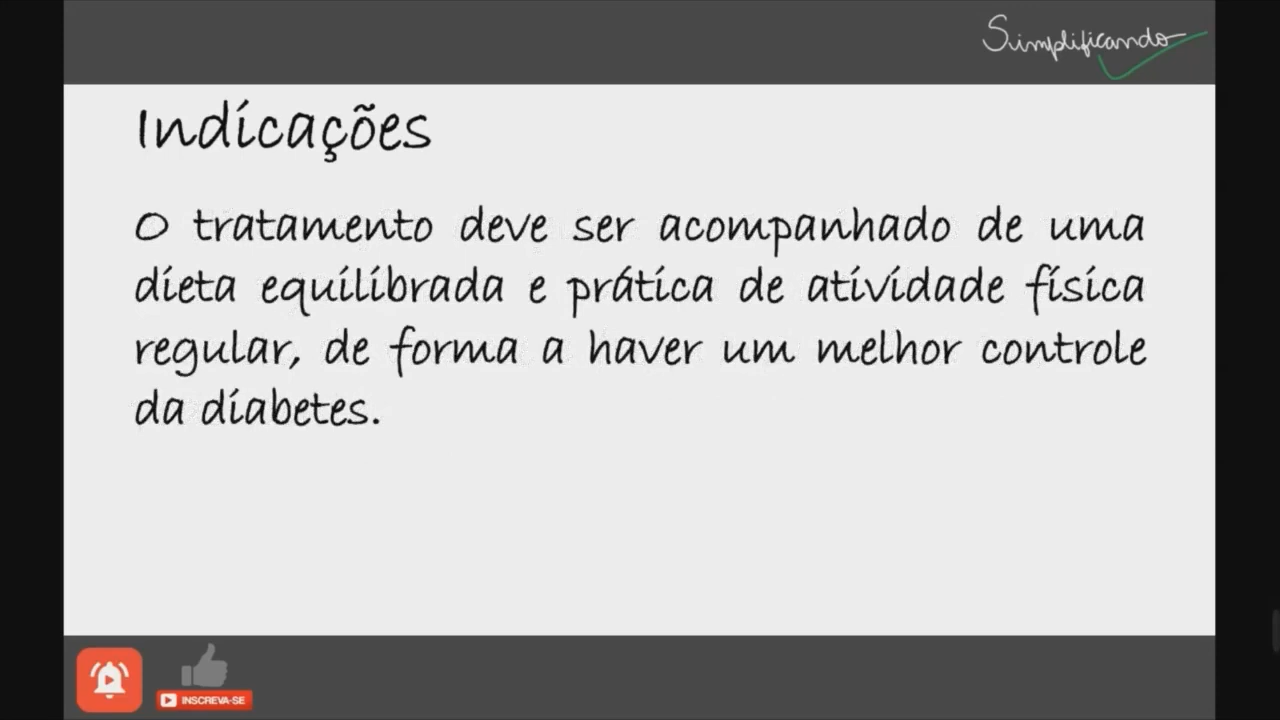 Simplificando
Indicações
O tratamento deve ser acompanhado de uma
dieta equilibrada e prática de atividade física
regular, de forma a haver um melhor controle
da diabetes.
INSCREVA-SE